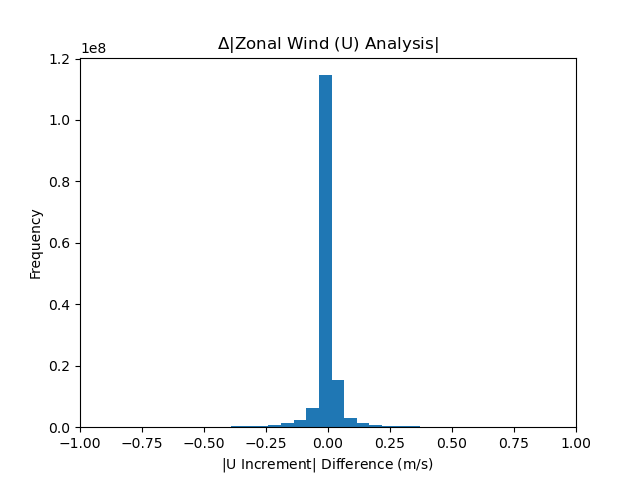 Δ|Zonal Wind (U) Analysis|
1e8
1.2
1.0
0.8
0.6
0.4
0.2
0.0
Frequency
−1.00 −0.75 −0.50 −0.25 0.00 0.25 0.50 0.75 1.00
|U Increment| Difference (m/s)